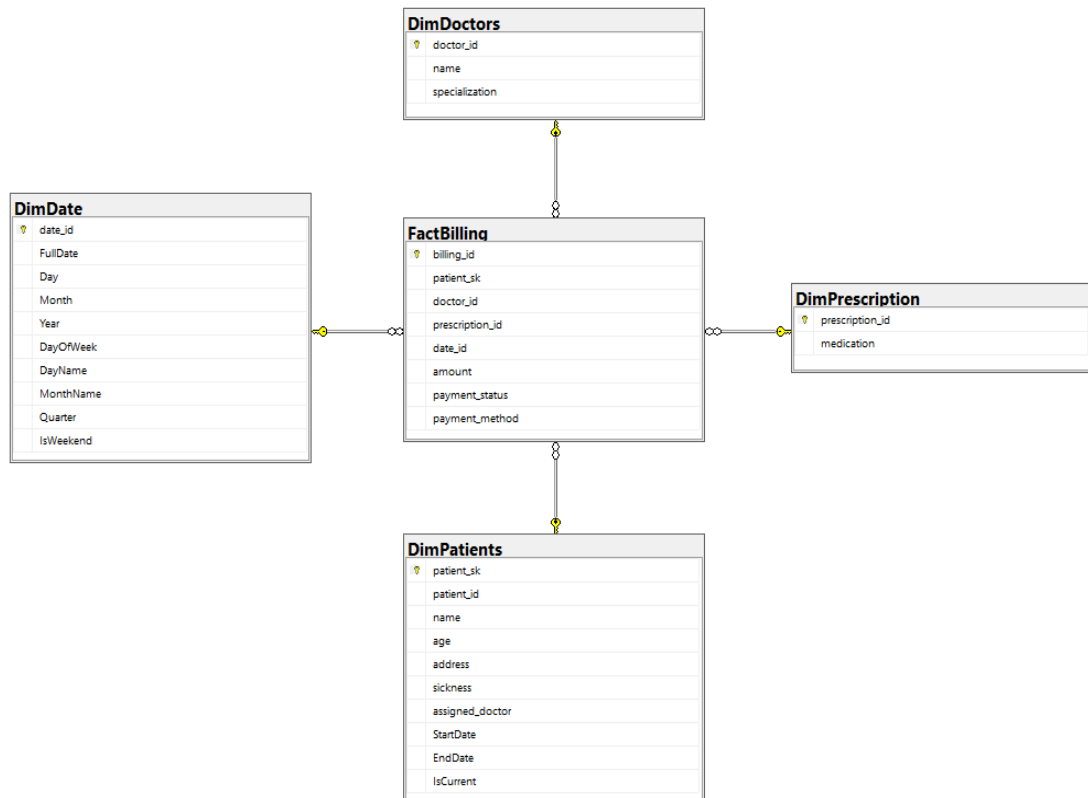 DimDoctors
doctor_id
name
specialization
DimDate
date_id
FullDate
Day
Month
Year
DayOfWeek
DayName
MonthName
Quarter
IsWeekend
FactBilling
billing_id
patient_sk
doctor_id
prescription_id
date_id
amount
payment_status
payment_method
DimPrescription
prescription_id
medication
DimPatients
patient_sk
patient_id
name
age
address
sickness
assigned_doctor
StartDate
EndDate
IsCurrent